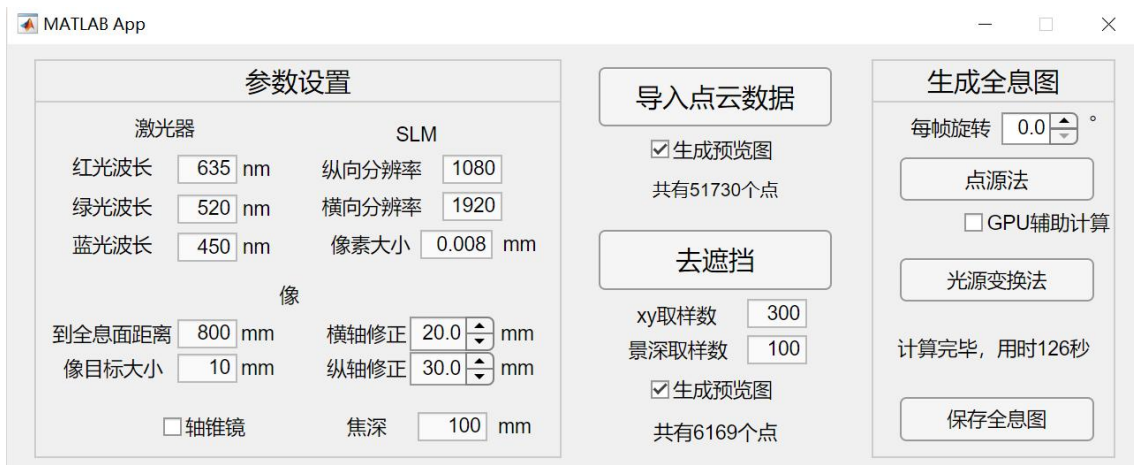 MATLAB App
参数设置
激光器
SLM
红光波长 635 nm
纵向分辨率 1080
绿光波长 520 nm
横向分辨率 1920
蓝光波长 450 nm
像素大小 0.008 mm
像
到全息面距离 800 mm
横轴修正 20.0 mm
像目标大小 10 mm
纵轴修正 30.0 mm
轴锥镜
焦深 100 mm
导入点云数据
生成预览图
共有51730个点
去遮挡
xy取样数 300
景深取样数 100
生成预览图
共有6169个点
生成全息图
每帧旋转 0.0 °
点源法
GPU辅助计算
光源变换法
计算完毕，用时126秒
保存全息图